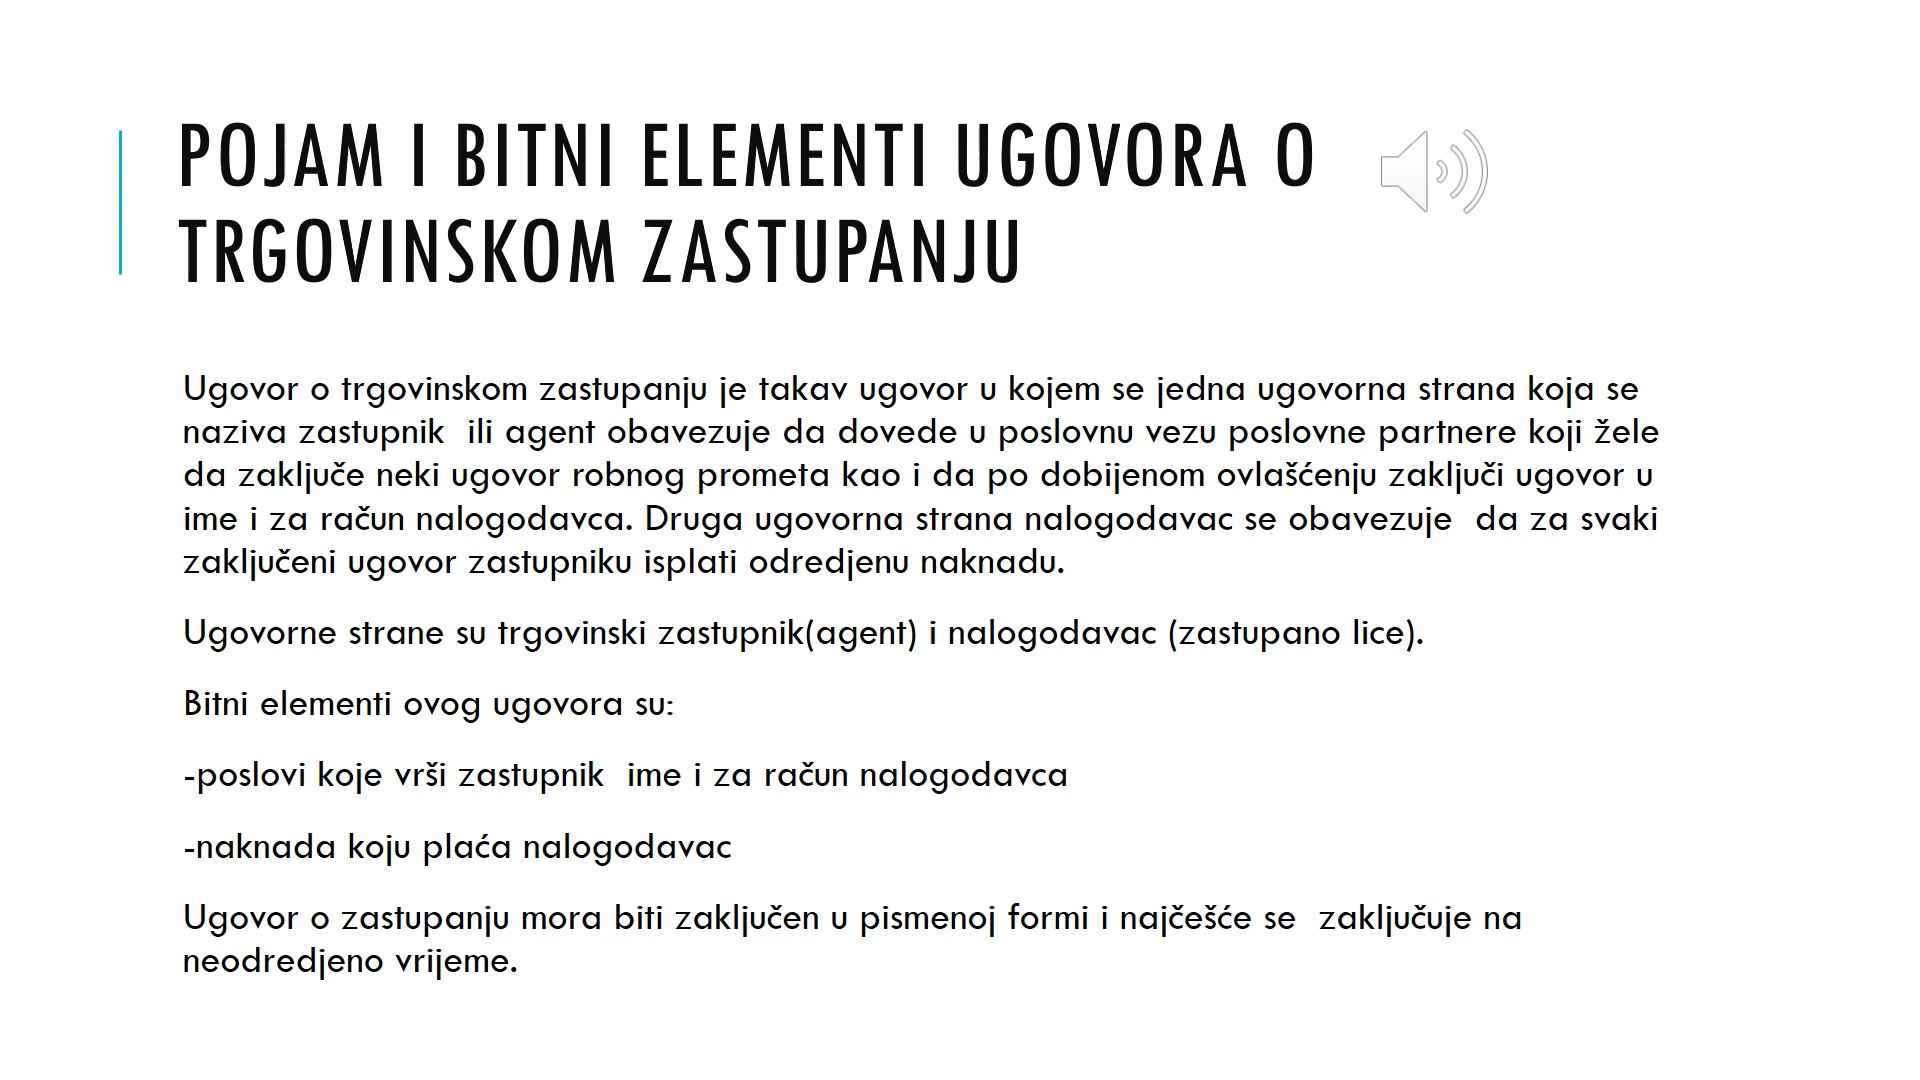 POJAM I BITNI ELEMENTI UGOVORA O
TRGOVINSKOM ZASTUPANJU
Ugovor o trgovinskom zastupanju je takav ugovor u kojem se jedna ugovorna strana koja se
naziva zastupnik  ili agent obavezuje da dovede u poslovnu vezu poslovne partnere koji žele
da zaključe neki ugovor robnog prometa kao i da po dobijenom ovlašćenju zaključi ugovor u
ime i za račun nalogodavca. Druga ugovorna strana nalogodavac se obavezuje  da za svaki
zaključeni ugovor zastupniku isplati odredjenu naknadu.
Ugovorne strane su trgovinski zastupnik(agent) i nalogodavac (zastupano lice).
Bitni elementi ovog ugovora su:
-poslovi koje vrši zastupnik  ime i za račun nalogodavca
-naknada koju plaća nalogodavac
Ugovor o zastupanju mora biti zaključen u pismenoj formi i najčešće se  zaključuje na
neodredjeno vrijeme.